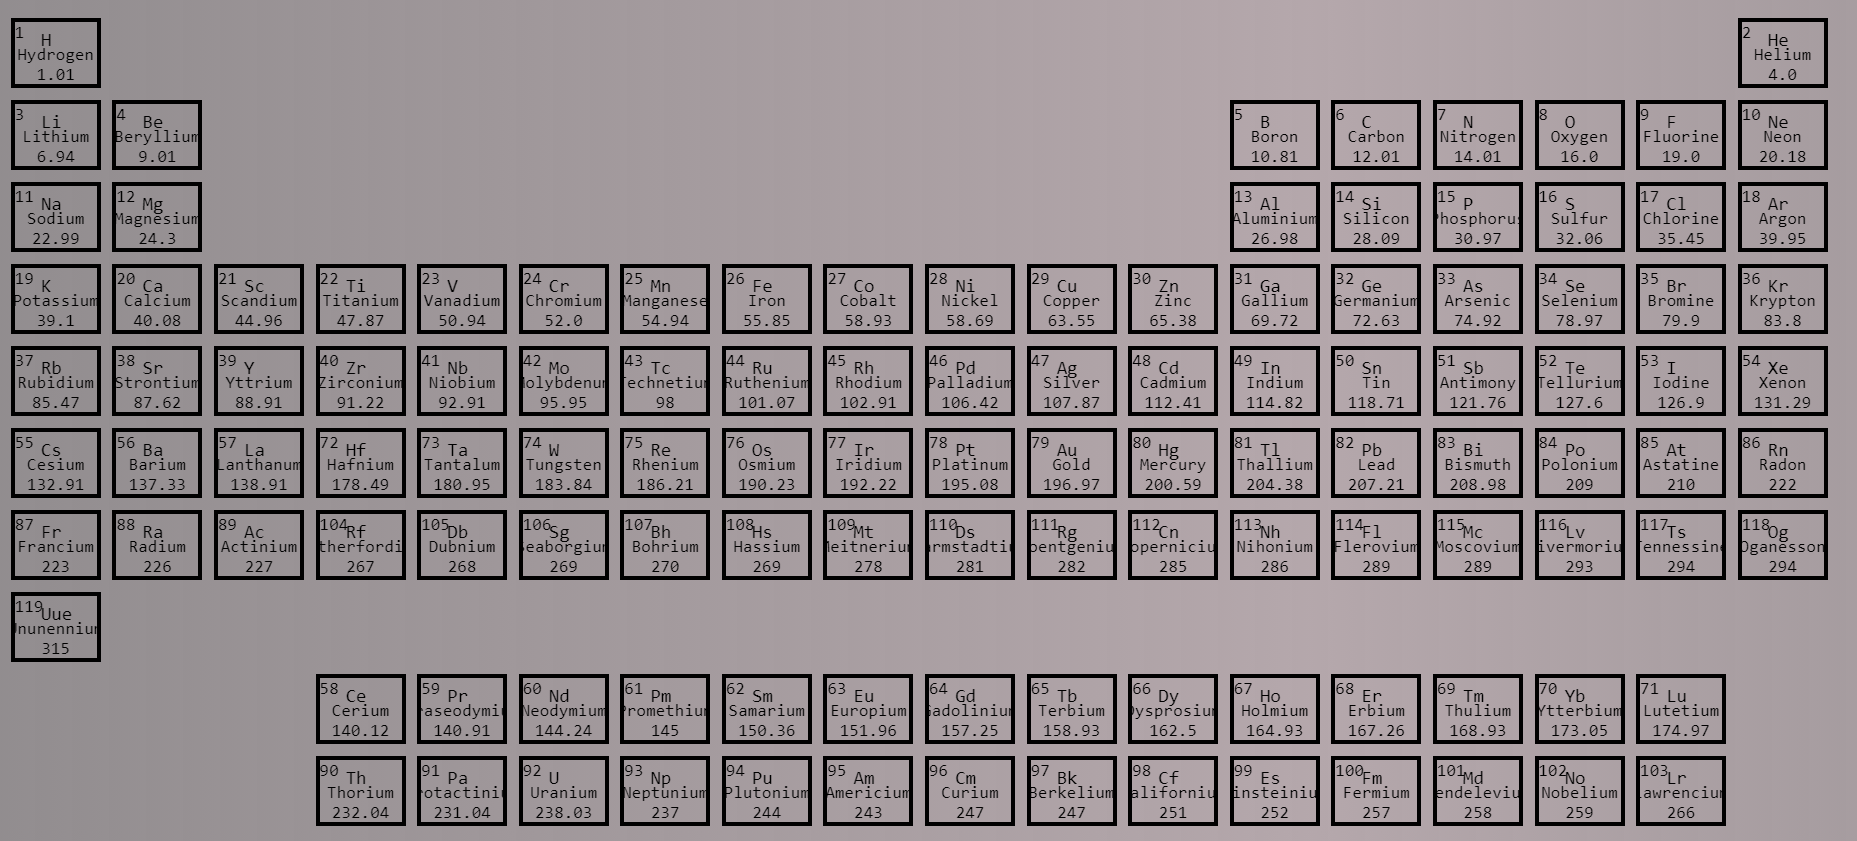 1 H Hydrogen 1.01
2 He Helium 4.0
3 Li Lithium 6.94
4 Be Beryllium 9.01
5 B Boron 10.81
6 C Carbon 12.01
7 N Nitrogen 14.01
8 O Oxygen 16.0
9 F Fluorine 19.0
10 Ne Neon 20.18
11 Na Sodium 22.99
12 Mg Magnesium 24.3
13 Al Aluminium 26.98
14 Si Silicon 28.09
15 P Phosphorus 30.97
16 S Sulfur 32.06
17 Cl Chlorine 35.45
18 Ar Argon 39.95
19 K Potassium 39.1
20 Ca Calcium 40.08
21 Sc Scandium 44.96
22 Ti Titanium 47.87
23 V Vanadium 50.94
24 Cr Chromium 52.0
25 Mn Manganese 54.94
26 Fe Iron 55.85
27 Co Cobalt 58.93
28 Ni Nickel 58.69
29 Cu Copper 63.55
30 Zn Zinc 65.38
31 Ga Gallium 69.72
32 Ge Germanium 72.63
33 As Arsenic 74.92
34 Se Selenium 78.97
35 Br Bromine 79.9
36 Kr Krypton 83.8
37 Rb Rubidium 85.47
38 Sr Strontium 87.62
39 Y Yttrium 88.91
40 Zr Zirconium 91.22
41 Nb Niobium 92.91
42 Mo olybdenu 95.95
43 Tc echnetiu 98
44 Ru Ruthenium 101.07
45 Rh Rhodium 102.91
46 Pd Palladium 106.42
47 Ag Silver 107.87
48 Cd Cadmium 112.41
49 In Indium 114.82
50 Sn Tin 118.71
51 Sb Antimony 121.76
52 Te Tellurium 127.6
53 I Iodine 126.9
54 Xe Xenon 131.29
55 Cs Cesium 132.91
56 Ba Barium 137.33
57 La Lanthanum 138.91
72 Hf Hafnium 178.49
73 Ta Tantalum 180.95
74 W Tungsten 183.84
75 Re Rhenium 186.21
76 Os Osmium 190.23
77 Ir Iridium 192.22
78 Pt Platinum 195.08
79 Au Gold 196.97
80 Hg Mercury 200.59
81 Tl Thallium 204.38
82 Pb Lead 207.21
83 Bi Bismuth 208.98
84 Po Polonium 209
85 At Astatine 210
86 Rn Radon 222
87 Fr Francium 223
88 Ra Radium 226
89 Ac Actinium 227
104 Rf therfordi 267
105 Db Dubnium 268
106 Sg eaborgiu 269
107 Bh Bohrium 270
108 Hs Hassium 269
109 Mt eitneriu 278
110 Ds rmstadti 281
111 Rg oentgeniu 282
112 Cn operniciu 285
113 Nh Nihonium 286
114 Fl Flerovium 289
115 Mc Moscovium 289
116 Lv ivermoriu 293
117 Ts ennessin 294
118 Og Oganesson 294
119 Uue nunenniu 315
58 Ce Cerium 140.12
59 Pr raseodymiu 140.91
60 Nd Neodymium 144.24
61 Pm Promethiu 145
62 Sm Samarium 150.36
63 Eu Europium 151.96
64 Gd adoliniu 157.25
65 Tb Terbium 158.93
66 Dy ysprosiu 162.5
67 Ho Holmium 164.93
68 Er Erbium 167.26
69 Tm Thulium 168.93
70 Yb Ytterbium 173.05
71 Lu Lutetium 174.97
90 Th Thorium 232.04
91 Pa otactini 231.04
92 U Uranium 238.03
93 Np Neptunium 237
94 Pu Plutonium 244
95 Am Americium 243
96 Cm Curium 247
97 Bk Berkelium 247
98 Cf aliforniu 251
99 Es insteiniu 252
100 Fm Fermium 257
101 Md endeleviu 258
102 No Nobelium 259
103 Lr awrenciu 266